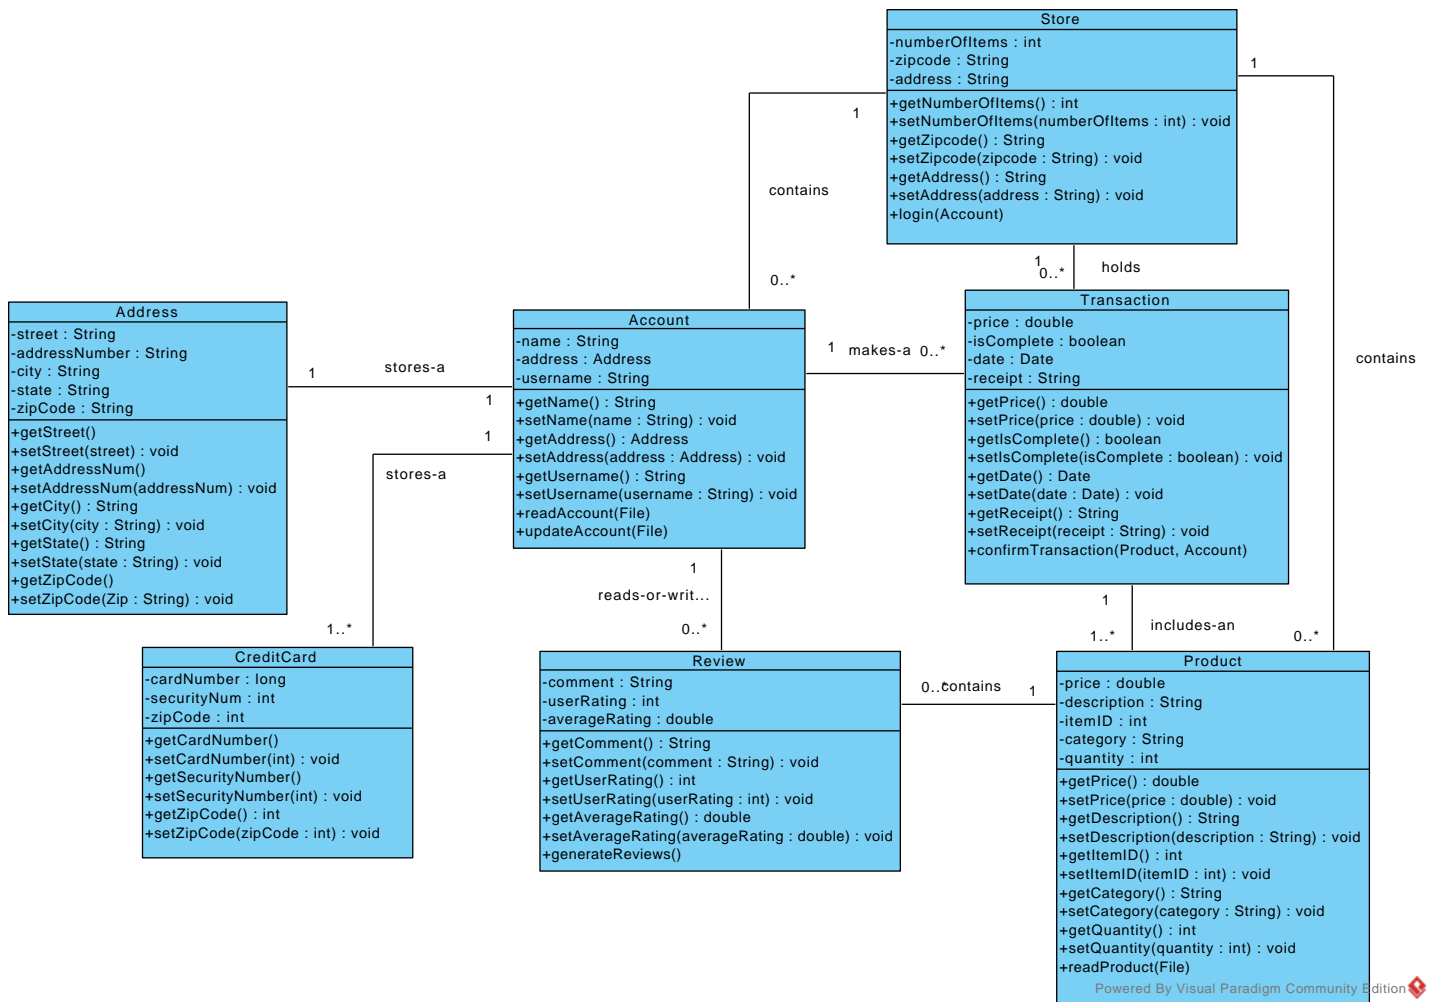 Store
-numberOfItems : int
-zipcode : String
-address : String
+getNumberOfItems() : int
+setNumberOfItems(numberOfItems : int) : void
+getZipcode() : String
+setZipcode(zipcode : String) : void
+getAddress() : String
+setAddress(address : String) : void
+login(Account)
1
1
contains
0..*
1
0..*
holds
contains
0..*
Address
-street : String
-addressNumber : String
-city : String
-state : String
-zipCode : String
+getStreet()
+setStreet(street) : void
+getAddressNum()
+setAddressNum(addressNum) : void
+getCity() : String
+setCity(city : String) : void
+getState() : String
+setState(state : String) : void
+getZipCode()
+setZipCode(Zip : String) : void
1
stores-a
1
Account
-name : String
-address : Address
-username : String
+getName() : String
+setName(name : String) : void
+getAddress() : Address
+setAddress(address : Address) : void
+getUsername() : String
+setUsername(username : String) : void
+readAccount(File)
+updateAccount(File)
1 makes-a 0..*
Transaction
-price : double
-isComplete : boolean
-date : Date
-receipt : String
+getPrice() : double
+setPrice(price : double) : void
+getIsComplete() : boolean
+setIsComplete(isComplete : boolean) : void
+getDate() : Date
+setDate(date : Date) : void
+getReceipt() : String
+setReceipt(receipt : String) : void
+confirmTransaction(Product, Account)
1
stores-a
1..*
1
reads-or-writ...
0..*
1
includes-an
1..*
CreditCard
-cardNumber : long
-securityNum : int
-zipCode : int
+getCardNumber()
+setCardNumber(int) : void
+getSecurityNumber()
+setSecurityNumber(int) : void
+getZipCode() : int
+setZipCode(zipCode : int) : void
Review
-comment : String
-userRating : int
-averageRating : double
+getComment() : String
+setComment(comment : String) : void
+getUserRating() : int
+setUserRating(userRating : int) : void
+getAverageRating() : double
+setAverageRating(averageRating : double) : void
+generateReviews()
0..* contains 1
Product
-price : double
-description : String
-itemID : int
-category : String
-quantity : int
+getPrice() : double
+setPrice(price : double) : void
+getDescription() : String
+setDescription(description : String) : void
+getItemID() : int
+setItemID(itemID : int) : void
+getCategory() : String
+setCategory(category : String) : void
+getQuantity() : int
+setQuantity(quantity : int) : void
+readProduct(File)
Powered By Visual Paradigm Community Edition